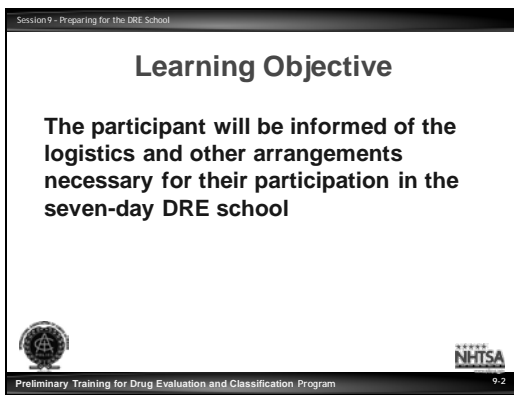 Session 9 - Preparing for the DRE School
Learning Objective
The participant will be informed of the
logistics and other arrangements
necessary for their participation in the
seven-day DRE school
NHTSA
Preliminary Training for Drug Evaluation and Classification Program
9-2